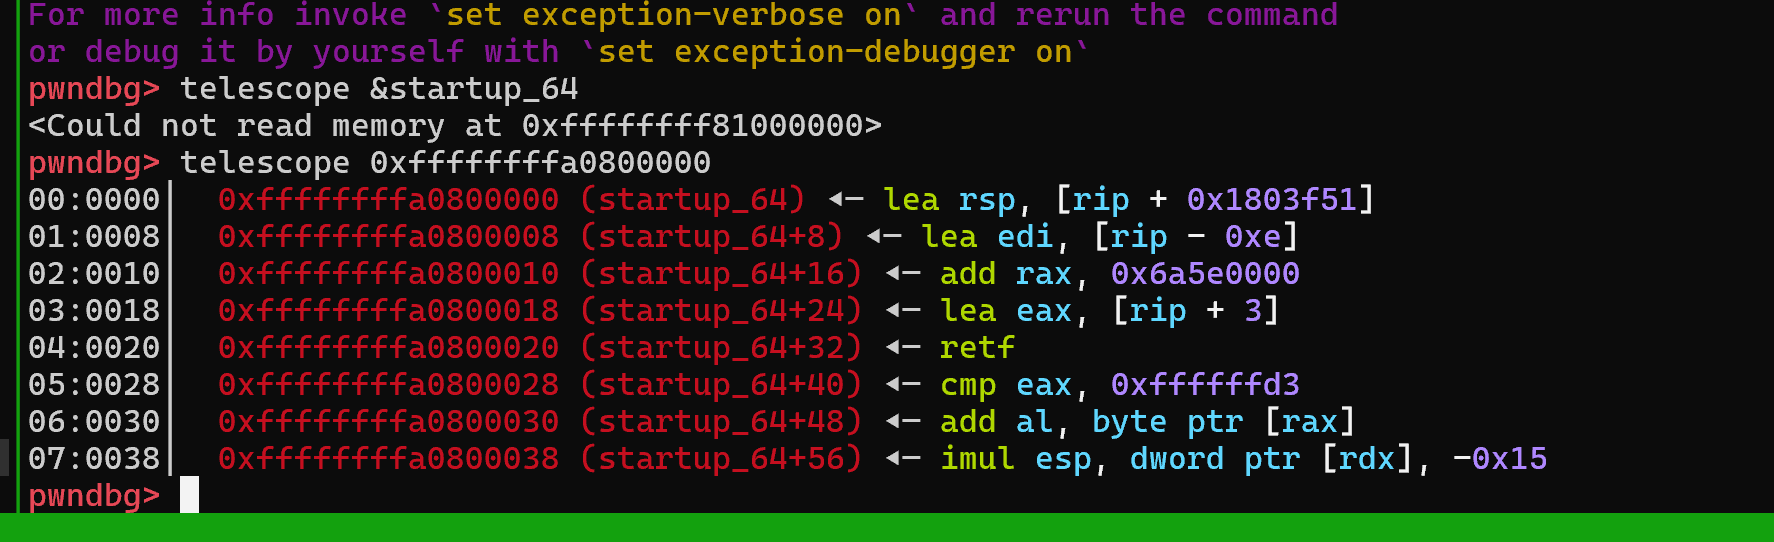 For more info invoke `set exception-verbose on` and rerun the command
or debug it by yourself with `set exception-debugger on`
pwndbg> telescope &startup_64
<Could not read memory at 0xffffffff81000000>
pwndbg> telescope 0xffffffffa0800000
00:0000│  0xffffffffa0800000 (startup_64) ◂— lea rsp, [rip + 0x1803f51]
01:0008│  0xffffffffa0800008 (startup_64+8) ◂— lea edi, [rip - 0xe]
02:0010│  0xffffffffa0800010 (startup_64+16) ◂— add rax, 0x6a5e0000
03:0018│  0xffffffffa0800018 (startup_64+24) ◂— lea eax, [rip + 3]
04:0020│  0xffffffffa0800020 (startup_64+32) ◂— retf
05:0028│  0xffffffffa0800028 (startup_64+40) ◂— cmp eax, 0xffffffd3
06:0030│  0xffffffffa0800030 (startup_64+48) ◂— add al, byte ptr [rax]
07:0038│  0xffffffffa0800038 (startup_64+56) ◂— imul esp, dword ptr [rdx], -0x15
pwndbg>